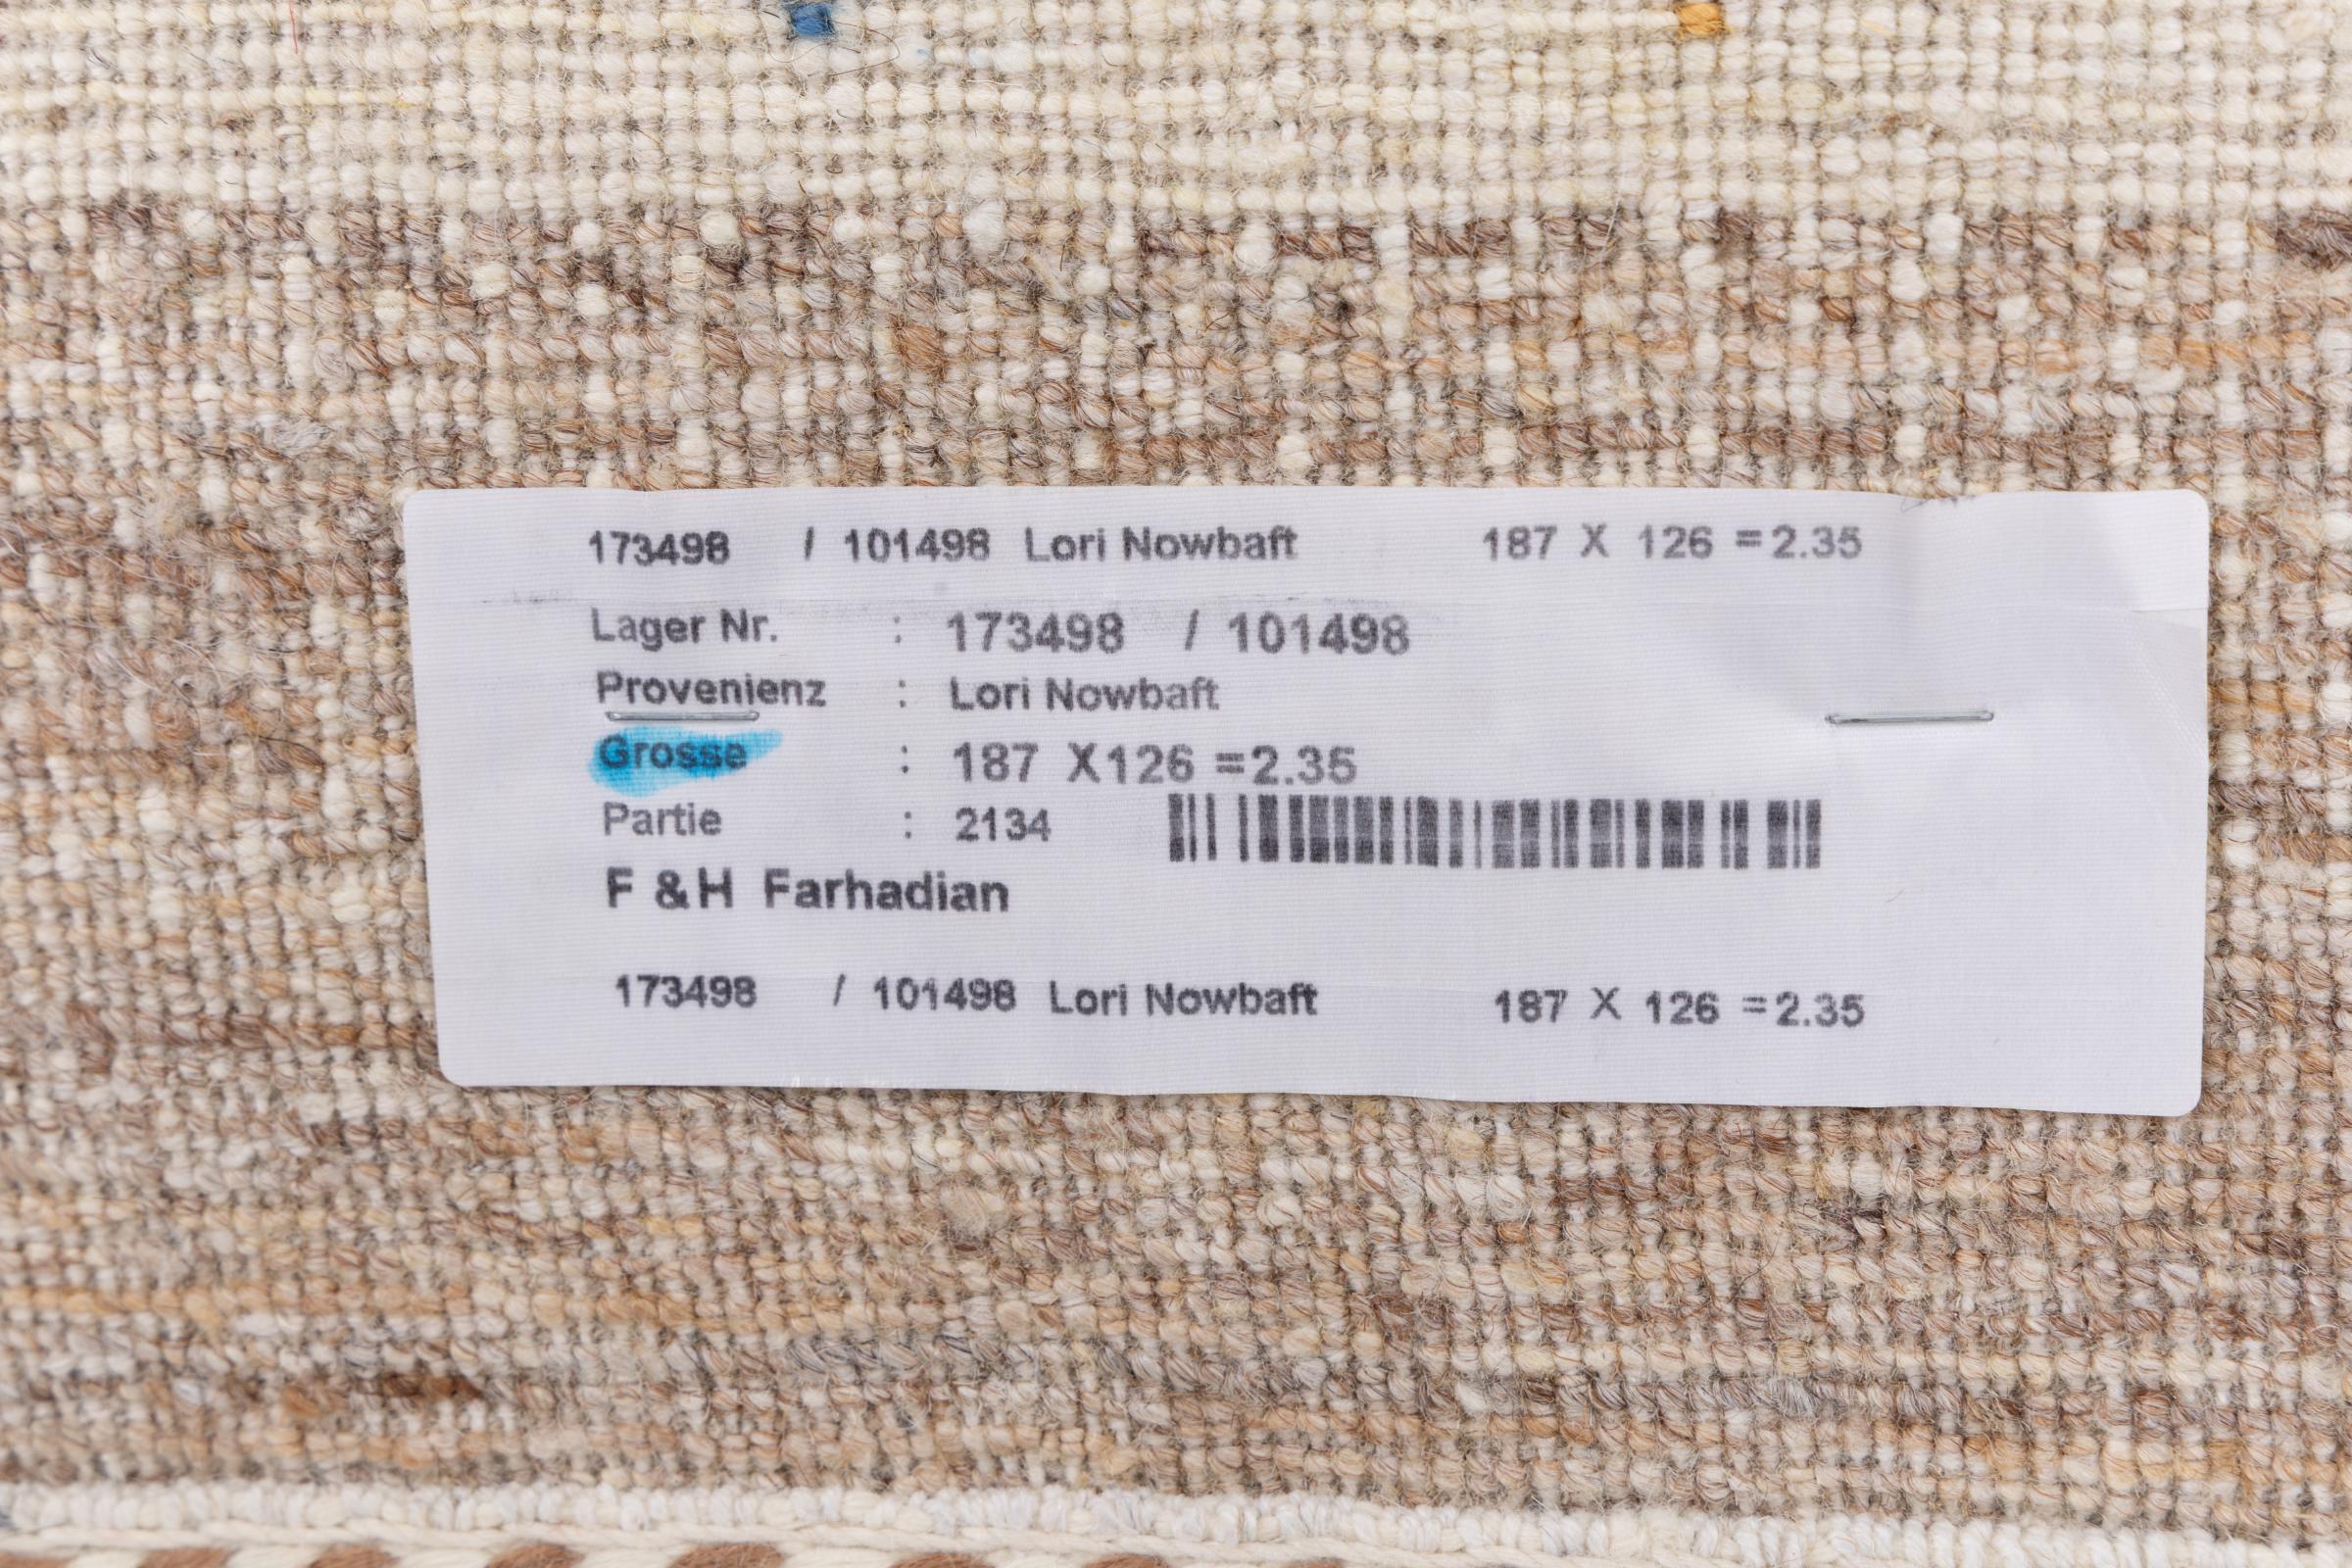 173498 / 101498 Lori Nowbaft 187 X 126 =2.35
Lager Nr. : 173498 / 101498
Provenienz : Lori Nowbaft
Grosse : 187 X126 =2.35
Partie : 2134
F &H Farhadian
173498 / 101498 Lori Nowbaft 187 X 126 =2.35